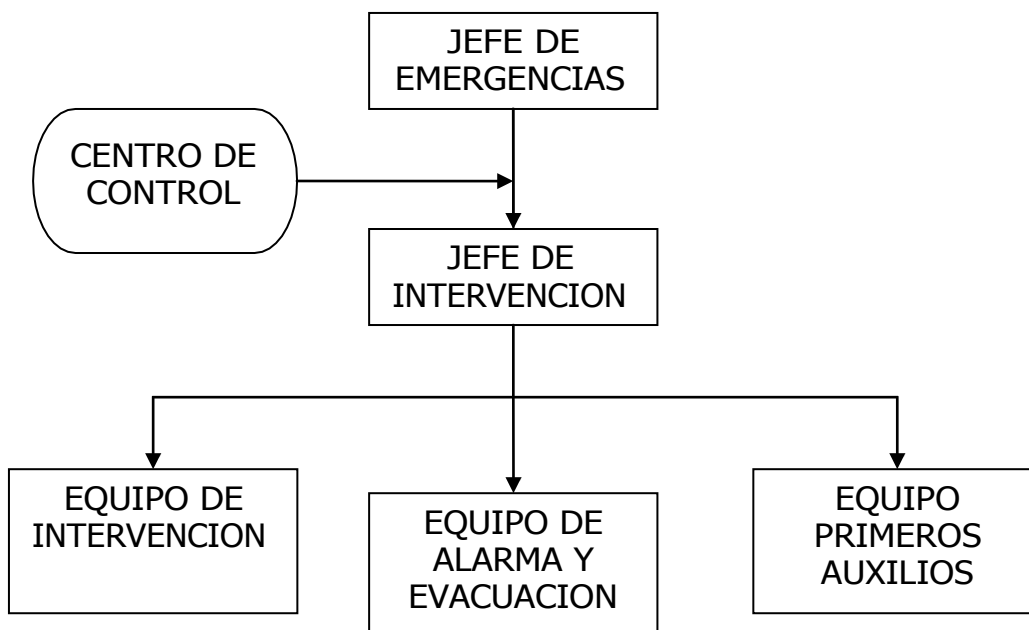 JEFE DE
EMERGENCIAS
CENTRO DE
CONTROL
JEFE DE
INTERVENCION
EQUIPO DE
INTERVENCION
EQUIPO DE
ALARMA Y
EVACUACION
EQUIPO
PRIMEROS
AUXILIOS